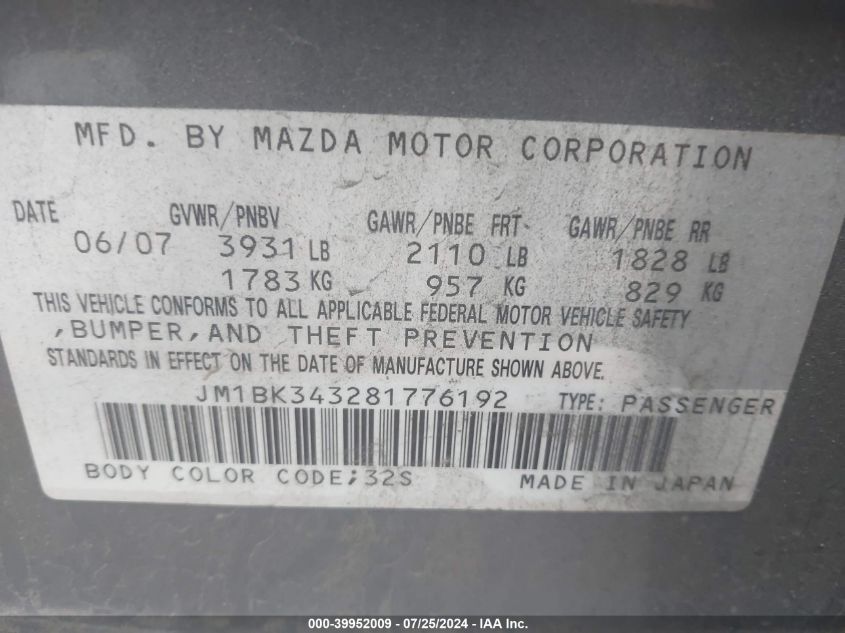 MFD. BY MAZDA MOTOR CORPORATION
DATE GVWR/PNBV GAWR/PNBE FRT GAWR/PNBE RR
06/07 3931 LB 2110 LB 1828 LB
1783 KG 957 KG 829 KG
THIS VEHICLE CONFORMS TO ALL APPLICABLE FEDERAL MOTOR VEHICLE SAFETY
,BUMPER,AND THEFT PREVENTION
STANDARDS IN EFFECT ON THE DATE OF MANUFACTURE SHOWN ABOVE.
JM1BK343281776192 TYPE: PASSENGER
BODY COLOR CODE;32S MADE IN JAPAN
000-39952009 - 07/25/2024 - IAA Inc.